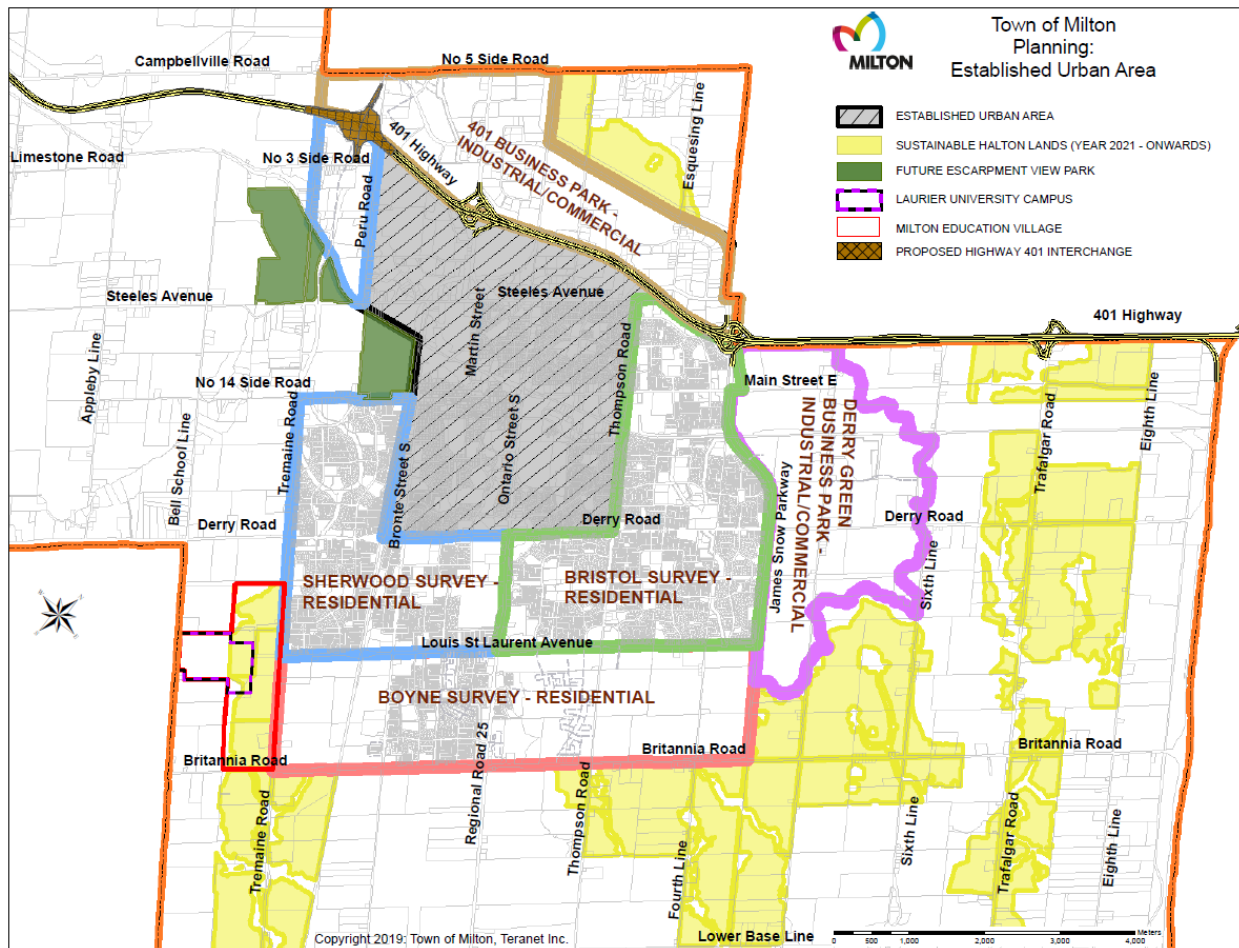 Town of Milton
Planning:
Established Urban Area
MILTON
ESTABLISHED URBAN AREA
SUSTAINABLE HALTON LANDS (YEAR 2021 - ONWARDS)
FUTURE ESCARPMENT VIEW PARK
LAURIER UNIVERSITY CAMPUS
MILTON EDUCATION VILLAGE
PROPOSED HIGHWAY 401 INTERCHANGE
Campbellville Road
No 5 Side Road
Esquesing Line
401 Highway
401 BUSINESS PARK -
INDUSTRIAL/COMMERCIAL
Limestone Road
No 3 Side Road
Peru Road
Steeles Avenue
Steeles Avenue
Martin Street
401 Highway
Thompson Road
Appleby Line
No 14 Side Road
Main Street E
Tremaine Road
Bronte Street S
Ontario Street S
DERRY GREEN
BUSINESS PARK -
INDUSTRIAL/COMMERCIAL
Trafalgar Road
Eighth Line
Bell School Line
Derry Road
Derry Road
James Snow Parkway
Derry Road
Sixth Line
SHERWOOD SURVEY -
RESIDENTIAL
BRISTOL SURVEY -
RESIDENTIAL
Louis St Laurent Avenue
BOYNE SURVEY - RESIDENTIAL
Regional Road 25
Britannia Road
Britannia Road
Britannia Road
Tremaine Road
Thompson Road
Fourth Line
Sixth Line
Trafalgar Road
Eighth Line
Lower Base Line
Copyright 2019: Town of Milton, Teranet Inc.
Meters
0 500 1,000 2,000 3,000 4,000